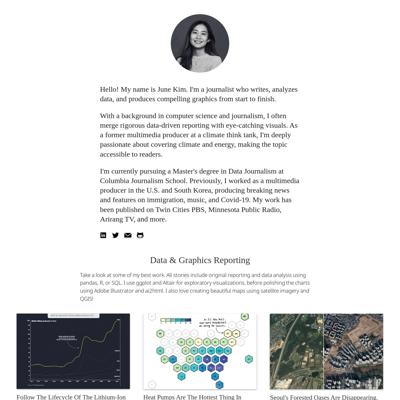 Hello! My name is June Kim. I'm a journalist who writes, analyzes
data, and produces compelling graphics from start to finish.
With a background in computer science and journalism, I often
merge rigorous data-driven reporting with eye-catching visuals. As
a former multimedia producer at a climate think tank, I'm deeply
passionate about covering climate and energy, making the topic
accessible to readers.
I'm currently pursuing a Master's degree in Data Journalism at
Columbia Journalism School. Previously, I worked as a multimedia
producer in the U.S. and South Korea, producing breaking news
and features on immigration, music, and Covid-19. My work has
been published on Twin Cities PBS, Minnesota Public Radio,
Arirang TV, and more.
Data & Graphics Reporting
Take a look at some of my best work. All stories include original reporting and data analysis using
pandas, R, or SQL. I use ggplot and Altair for exploratory visualizations, before polishing the charts
using Adobe Illustrator and ai2html. I also love creating beautiful maps using satellite imagery and
QGIS!
Follow The Lifecycle Of The Lithium-Ion
Heat Pumps Are The Hottest Thing In
Seoul's Forested Oases Are Disappearing.